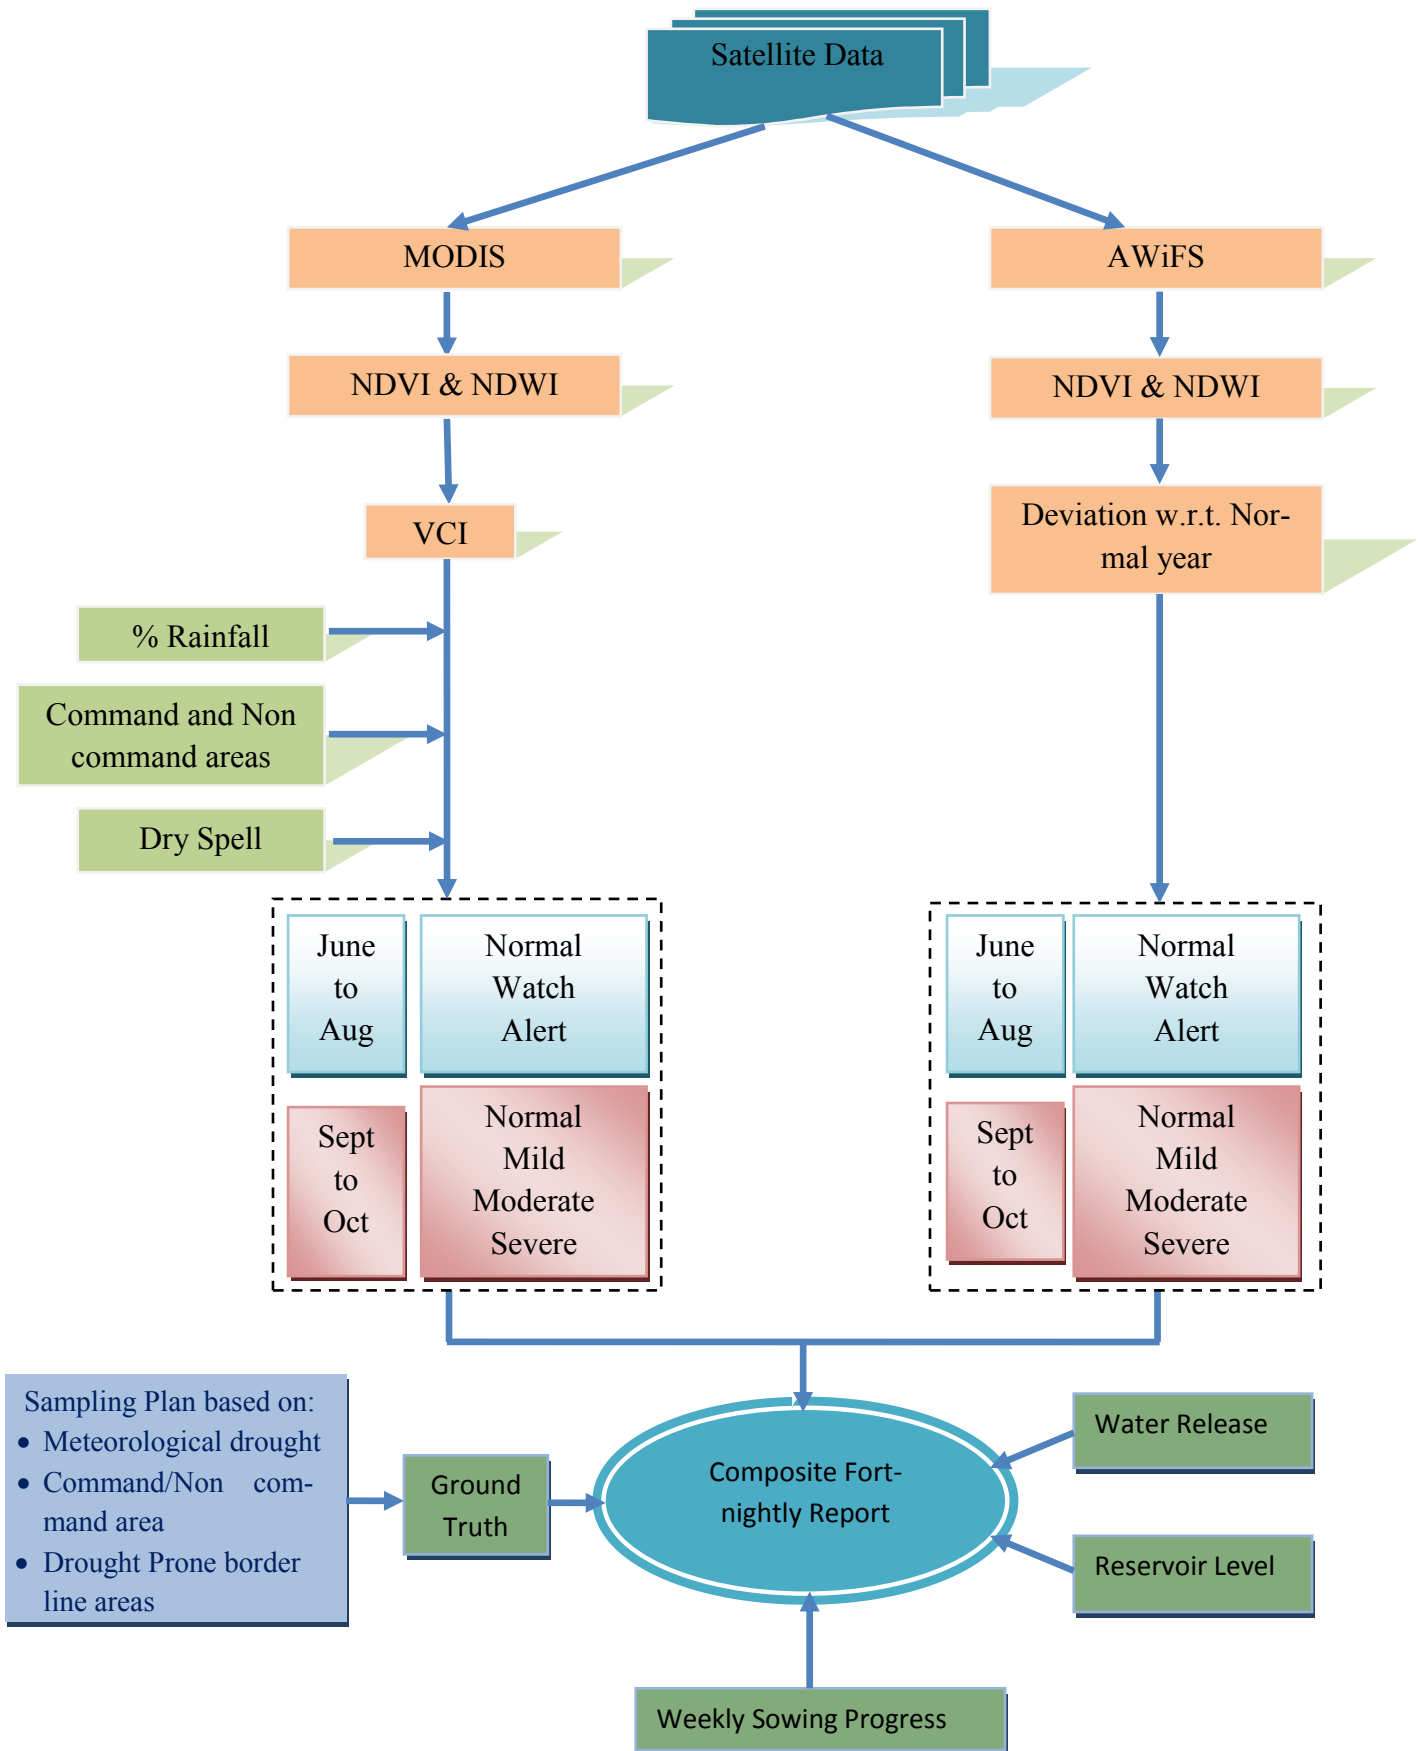 Satellite Data
MODIS
AWiFS
NDVI & NDWI
NDVI & NDWI
VCI
Deviation w.r.t. Nor-
mal year
% Rainfall
Command and Non
command areas
Dry Spell
June
to
Aug
Normal
Watch
Alert
Sept
to
Oct
Normal
Mild
Moderate
Severe
June
to
Aug
Normal
Watch
Alert
Sept
to
Oct
Normal
Mild
Moderate
Severe
Sampling Plan based on:
• Meteorological drought
• Command/Non com-
mand area
• Drought Prone border
line areas
Ground
Truth
Composite Fort-
nightly Report
Water Release
Reservoir Level
Weekly Sowing Progress